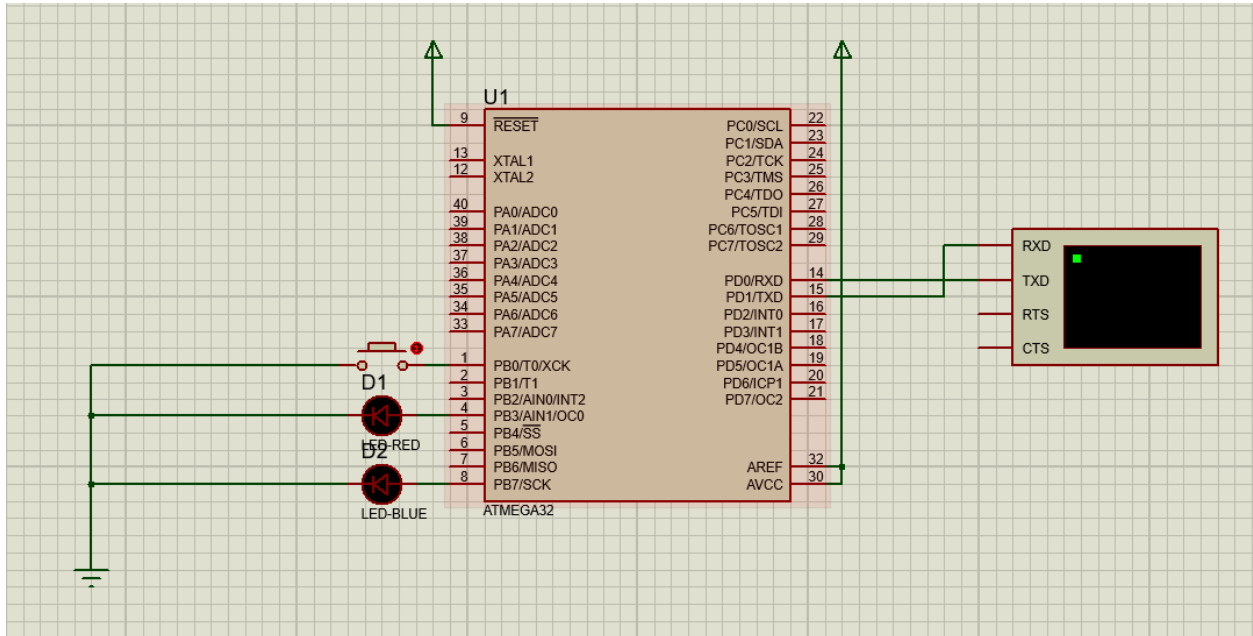 U1
9 RESET PC0/SCL 22
PC1/SDA 23
13 XTAL1 PC2/TCK 24
12 XTAL2 PC3/TMS 25
PC4/TDO 26
40 PA0/ADC0 PC5/TDI 27
39 PA1/ADC1 PC6/TOSC1 28
38 PA2/ADC2 PC7/TOSC2 29
37 PA3/ADC3
36 PA4/ADC4 PD0/RXD 14
35 PA5/ADC5 PD1/TXD 15
34 PA6/ADC6 PD2/INT0 16
33 PA7/ADC7 PD3/INT1 17
PD4/OC1B 18
1 PB0/T0/XCK PD5/OC1A 19
2 PB1/T1 PD6/ICP1 20
3 PB2/AIN0/INT2 PD7/OC2 21
4 PB3/AIN1/OC0
5 PB4/SS
6 PB5/MOSI
7 PB6/MISO AREF 32
8 PB7/SCK AVCC 30
ATMEGA32
D1
LED-RED
D2
LED-BLUE
RXD
TXD
RTS
CTS